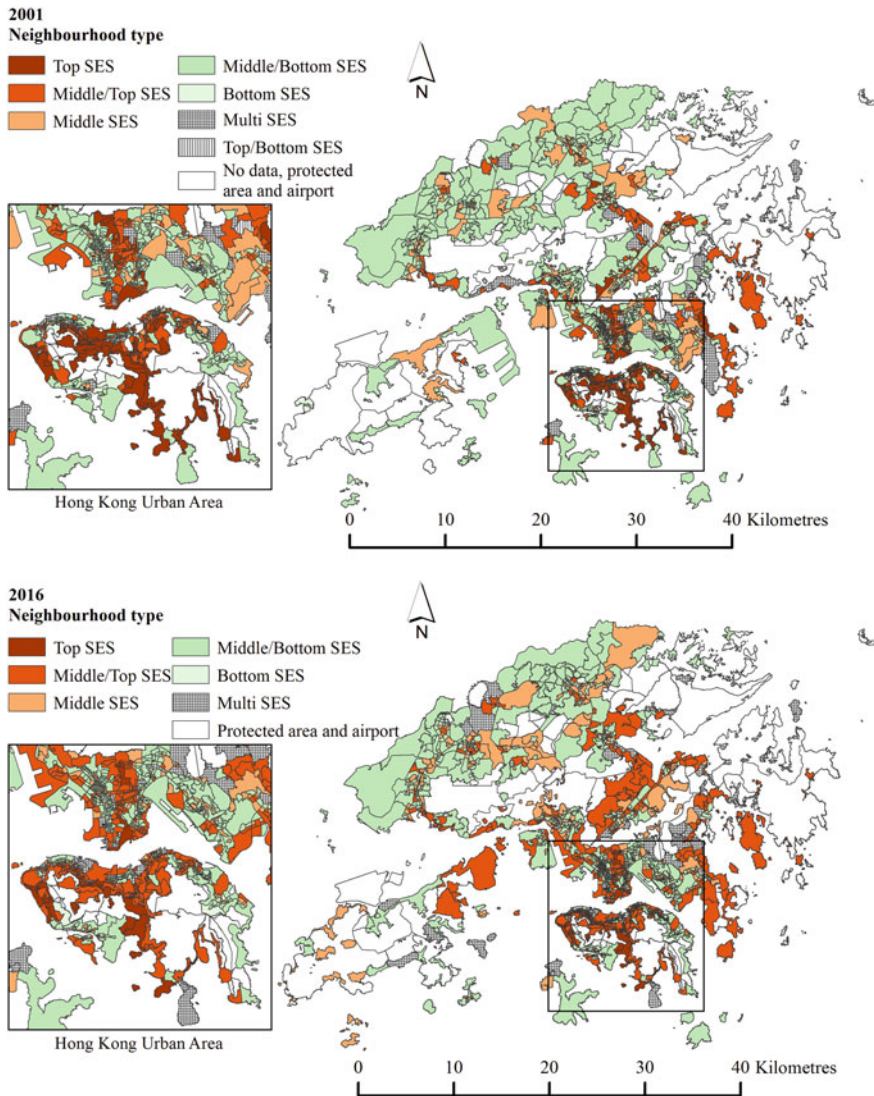 2001
Neighbourhood type
Top SES
Middle/Top SES
Middle SES
Middle/Bottom SES
Bottom SES
Multi SES
Top/Bottom SES
No data, protected
area and airport
N
Hong Kong Urban Area
0 10 20 30 40 Kilometres
2016
Neighbourhood type
Top SES
Middle/Top SES
Middle SES
Middle/Bottom SES
Bottom SES
Multi SES
Protected area and airport
N
Hong Kong Urban Area
0 10 20 30 40 Kilometres